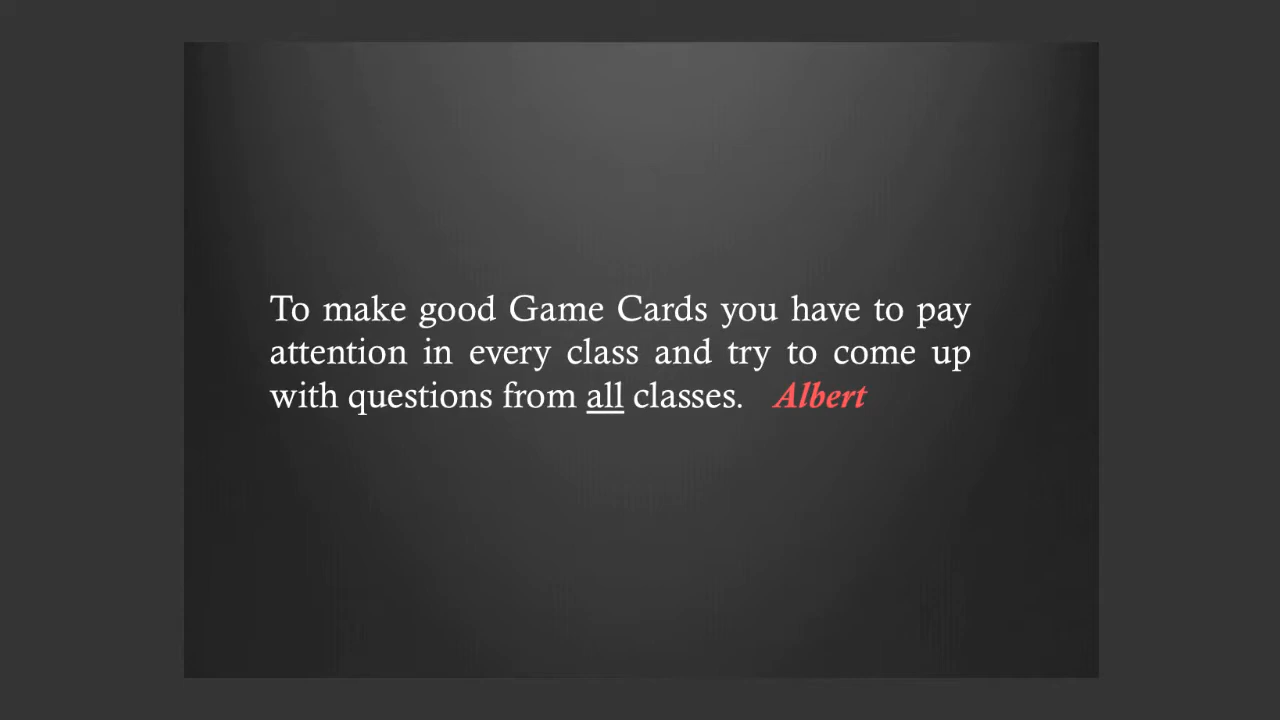 To make good Game Cards you have to pay
attention in every class and try to come up
with questions from all classes. Albert